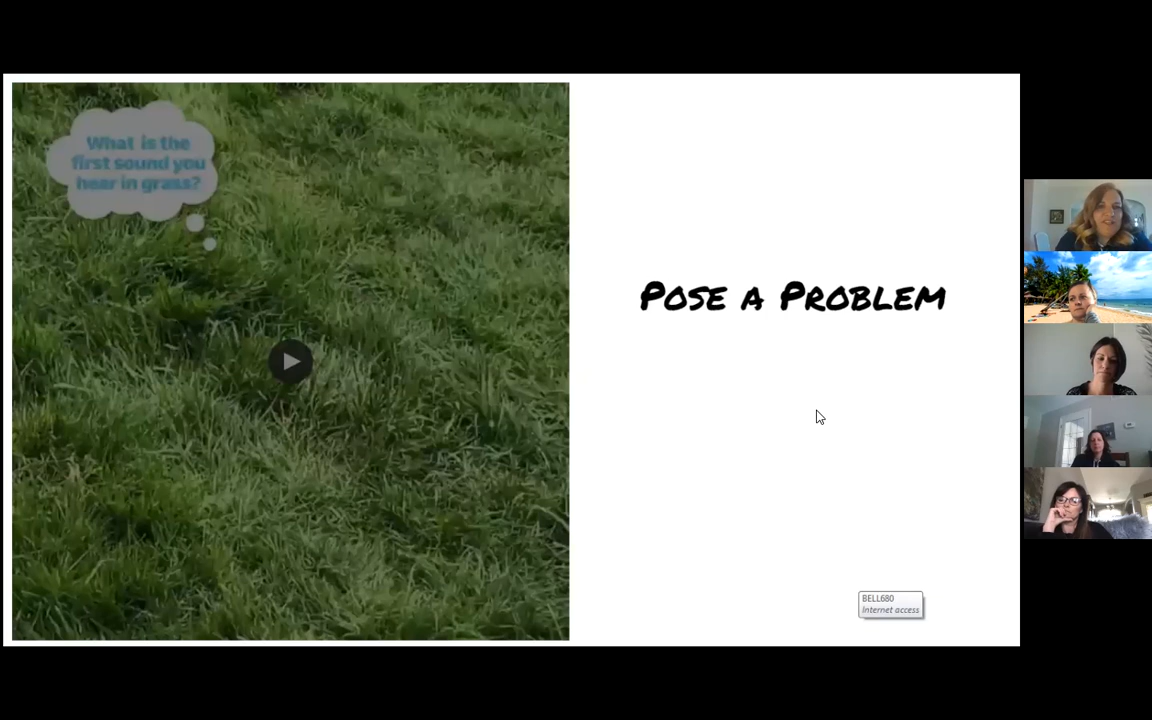 What is the
first sound you
hear in grass?
POSE A PROBLEM
BELL680
Internet access